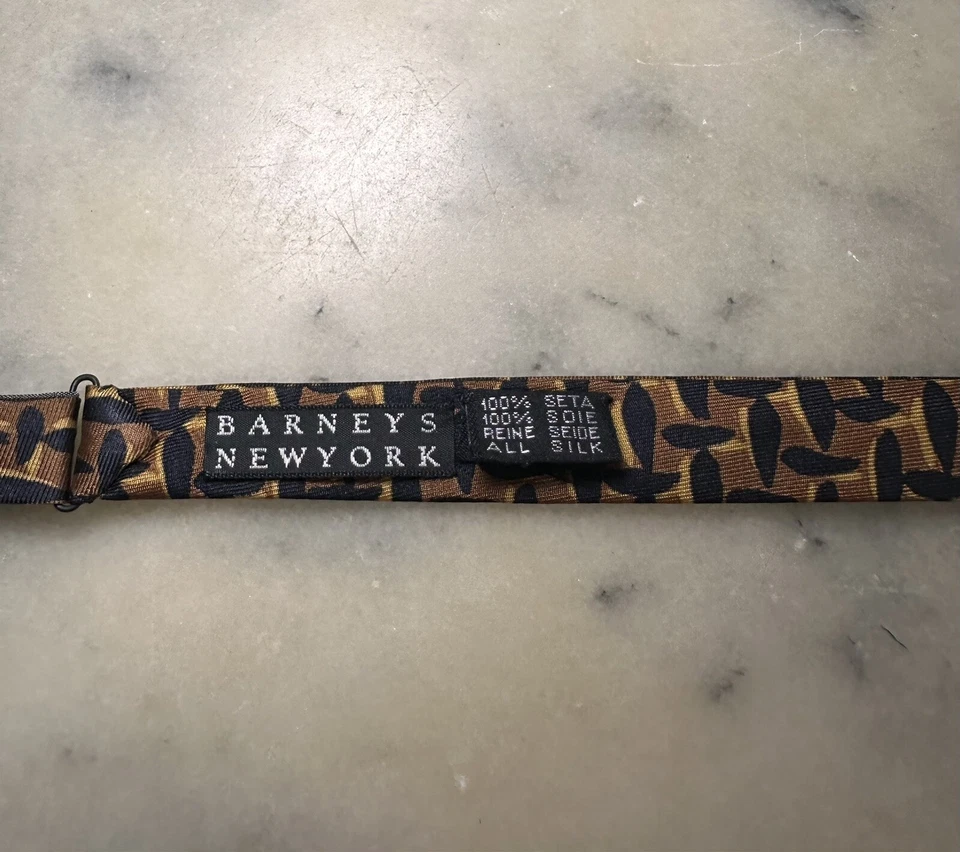 BARNEYS
NEWYORK
100% SETA
100% SOIE
REINE SEIDE
ALL SILK